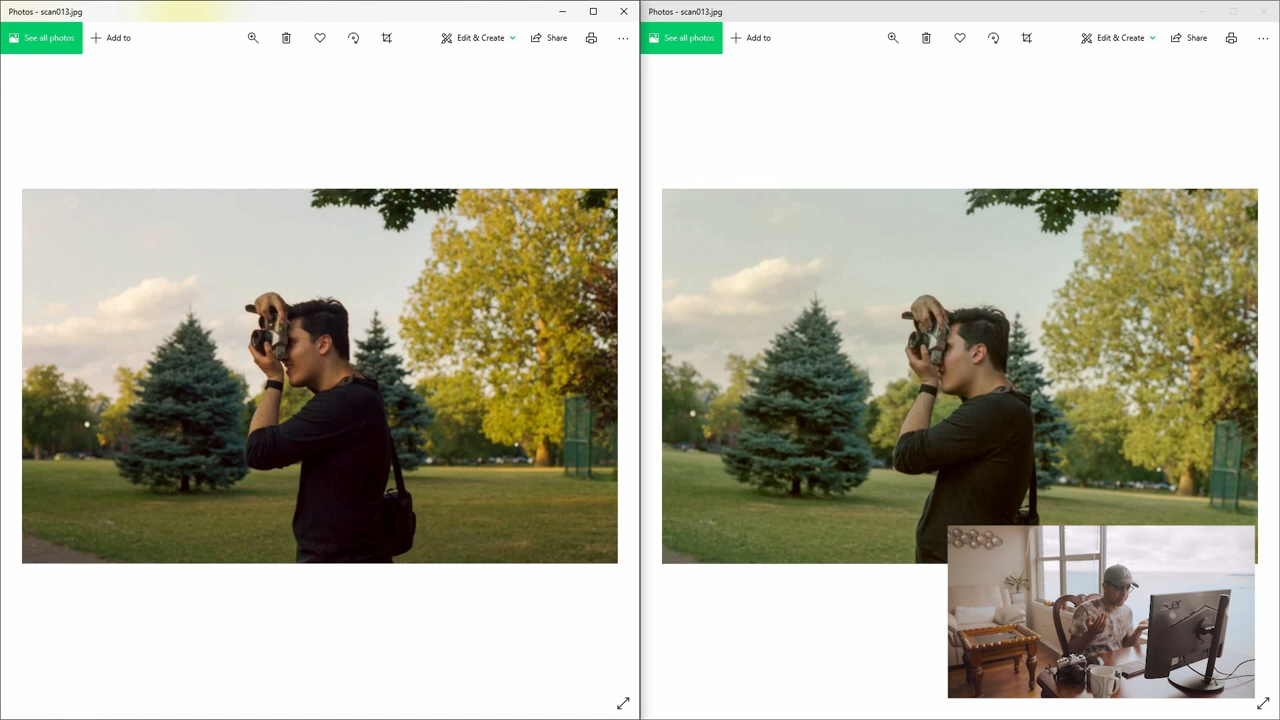 Photos - scan013.jpg
See all photos
Add to
Edit & Create
Share
Photos - scan013.jpg
See all photos
Add to
Edit & Create
Share
acer